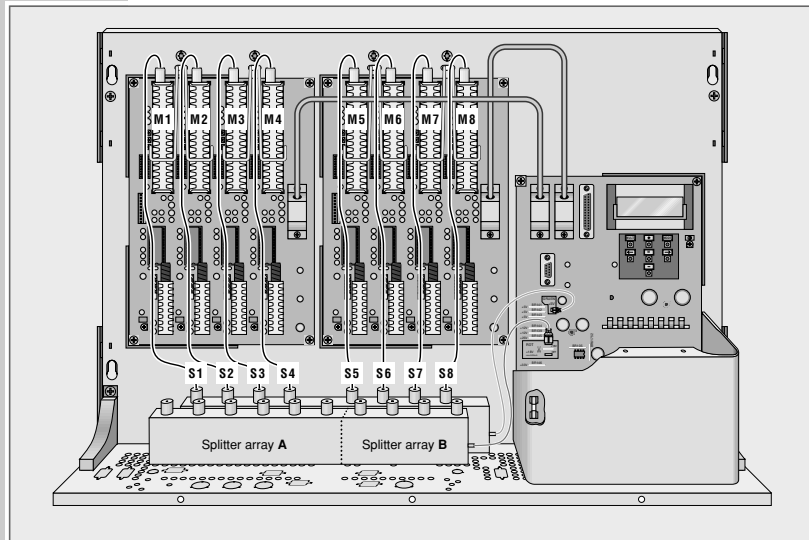 M1 M2 M3 M4 M5 M6 M7 M8
S1 S2 S3 S4 S5 S6 S7 S8
Splitter array A Splitter array B